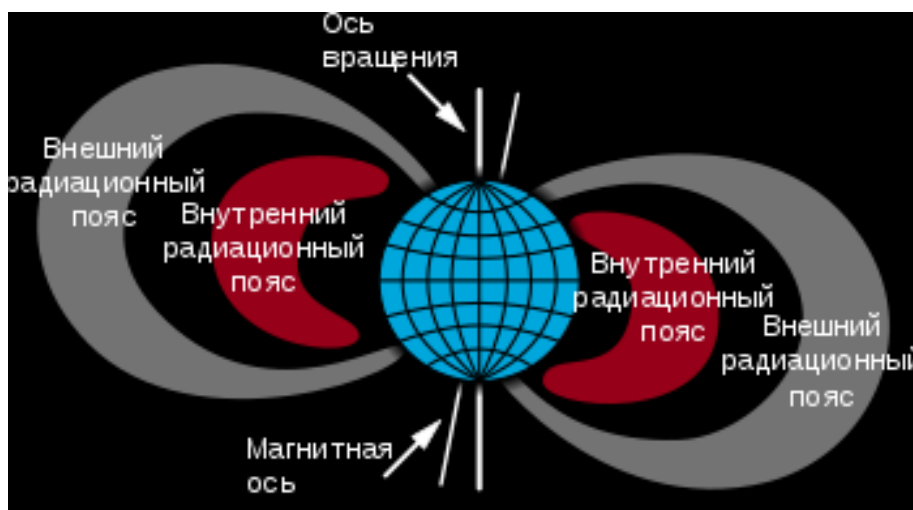 Ось
вращения
Внешний
радиационный
пояс
Внутренний
радиационный
пояс
Внутренний
радиационный
пояс
Внешний
радиационный
пояс
Магнитная
ось